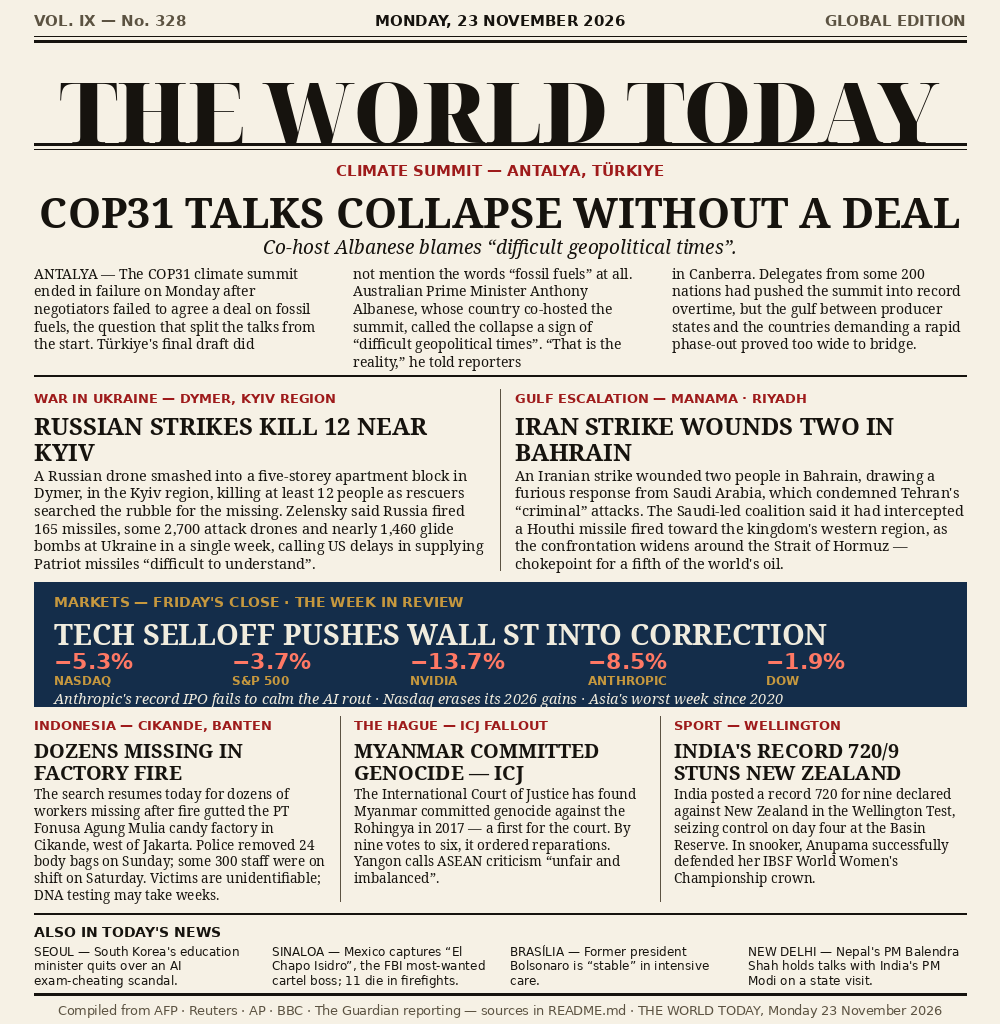 VOL. IX — No. 328
MONDAY, 23 NOVEMBER 2026
GLOBAL EDITION
THE WORLD TODAY
CLIMATE SUMMIT — ANTALYA, TÜRKIYE
COP31 TALKS COLLAPSE WITHOUT A DEAL
Co-host Albanese blames “difficult geopolitical times”.
ANTALYA — The COP31 climate summit
ended in failure on Monday after
negotiators failed to agree a deal on fossil
fuels, the question that split the talks from
the start. Türkiye's final draft did
not mention the words “fossil fuels” at all.
Australian Prime Minister Anthony
Albanese, whose country co-hosted the
summit, called the collapse a sign of
“difficult geopolitical times”. “That is the
reality,” he told reporters
in Canberra. Delegates from some 200
nations had pushed the summit into record
overtime, but the gulf between producer
states and the countries demanding a rapid
phase-out proved too wide to bridge.
WAR IN UKRAINE — DYMER, KYIV REGION
RUSSIAN STRIKES KILL 12 NEAR
KYIV
A Russian drone smashed into a five-storey apartment block in
Dymer, in the Kyiv region, killing at least 12 people as rescuers
searched the rubble for the missing. Zelensky said Russia fired
165 missiles, some 2,700 attack drones and nearly 1,460 glide
bombs at Ukraine in a single week, calling US delays in supplying
Patriot missiles “difficult to understand”.
GULF ESCALATION — MANAMA · RIYADH
IRAN STRIKE WOUNDS TWO IN
BAHRAIN
An Iranian strike wounded two people in Bahrain, drawing a
furious response from Saudi Arabia, which condemned Tehran's
“criminal” attacks. The Saudi-led coalition said it had intercepted
a Houthi missile fired toward the kingdom's western region, as
the confrontation widens around the Strait of Hormuz —
chokepoint for a fifth of the world's oil.
MARKETS — FRIDAY'S CLOSE · THE WEEK IN REVIEW
TECH SELLOFF PUSHES WALL ST INTO CORRECTION
−5.3%
NASDAQ
−3.7%
S&P 500
−13.7%
NVIDIA
−8.5%
ANTHROPIC
−1.9%
DOW
Anthropic's record IPO fails to calm the AI rout · Nasdaq erases its 2026 gains · Asia's worst week since 2020
INDONESIA — CIKANDE, BANTEN
DOZENS MISSING IN
FACTORY FIRE
The search resumes today for dozens of
workers missing after fire gutted the PT
Fonusa Agung Mulia candy factory in
Cikande, west of Jakarta. Police removed 24
body bags on Sunday; some 300 staff were on
shift on Saturday. Victims are unidentifiable;
DNA testing may take weeks.
THE HAGUE — ICJ FALLOUT
MYANMAR COMMITTED
GENOCIDE — ICJ
The International Court of Justice has found
Myanmar committed genocide against the
Rohingya in 2017 — a first for the court. By
nine votes to six, it ordered reparations.
Yangon calls ASEAN criticism “unfair and
imbalanced”.
SPORT — WELLINGTON
INDIA'S RECORD 720/9
STUNS NEW ZEALAND
India posted a record 720 for nine declared
against New Zealand in the Wellington Test,
seizing control on day four at the Basin
Reserve. In snooker, Anupama successfully
defended her IBSF World Women's
Championship crown.
ALSO IN TODAY'S NEWS
SEOUL — South Korea's education
minister quits over an AI
exam-cheating scandal.
SINALOA — Mexico captures “El
Chapo Isidro”, the FBI most-wanted
cartel boss; 11 die in firefights.
BRASÍLIA — Former president
Bolsonaro is “stable” in intensive
care.
NEW DELHI — Nepal's PM Balendra
Shah holds talks with India's PM
Modi on a state visit.
Compiled from AFP · Reuters · AP · BBC · The Guardian reporting — sources in README.md · THE WORLD TODAY, Monday 23 November 2026